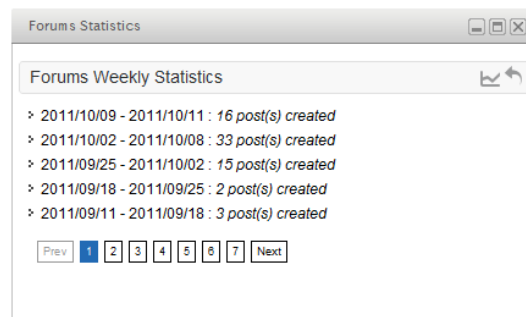 Forums Statistics
Forums Weekly Statistics
2011/10/09 - 2011/10/11 : 16 post(s) created
2011/10/02 - 2011/10/08 : 33 post(s) created
2011/09/25 - 2011/10/02 : 15 post(s) created
2011/09/18 - 2011/09/25 : 2 post(s) created
2011/09/11 - 2011/09/18 : 3 post(s) created
Prev 1 2 3 4 5 6 7 Next